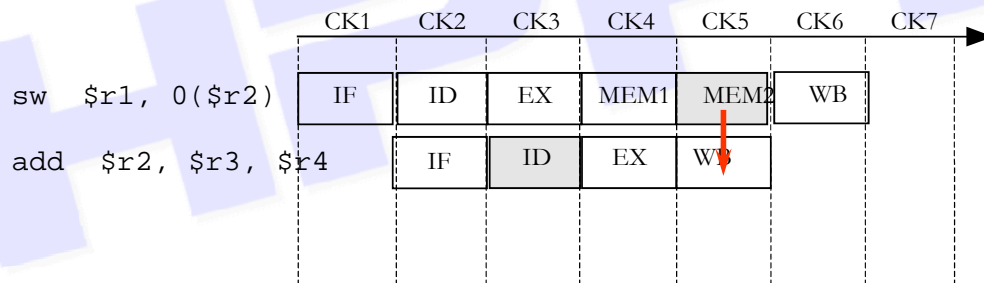 CK1 CK2 CK3 CK4 CK5 CK6 CK7
sw $r1, 0($r2) IF ID EX MEM1 MEM2 WB
add $r2, $r3, $r4 IF ID EX WB